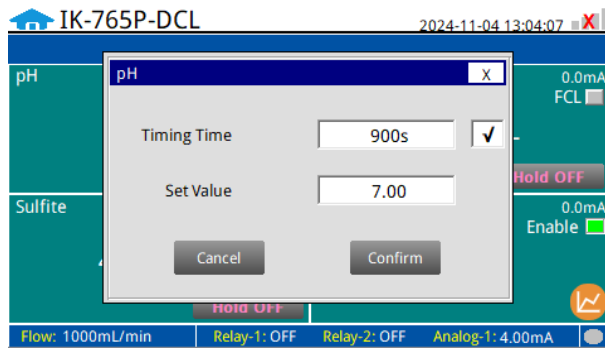 IK-765P-DCL
2024-11-04 13:04:07 X
pH
pH X
0.0mA
FCL
Timing Time 900s √
Hold OFF
Set Value 7.00
Sulfite
0.0mA
Enable
Cancel Confirm
Hold OFF
Flow: 1000mL/min Relay-1: OFF Relay-2: OFF Analog-1: 4.00mA